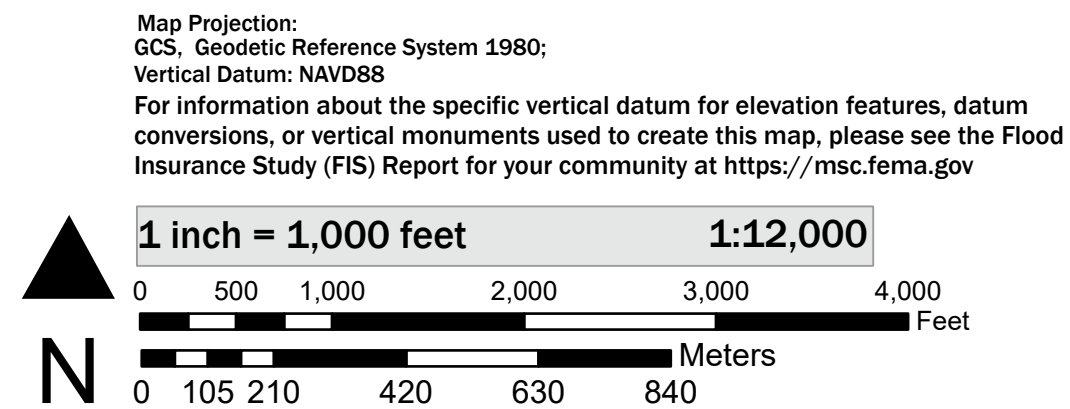 Map Projection:
GCS, Geodetic Reference System 1980;
Vertical Datum: NAVD88
For information about the specific vertical datum for elevation features, datum
conversions, or vertical monuments used to create this map, please see the Flood
Insurance Study (FIS) Report for your community at https://msc.fema.gov
1 inch = 1,000 feet 1:12,000
0 500 1,000 2,000 3,000 4,000
Feet
Meters
N 0 105 210 420 630 840